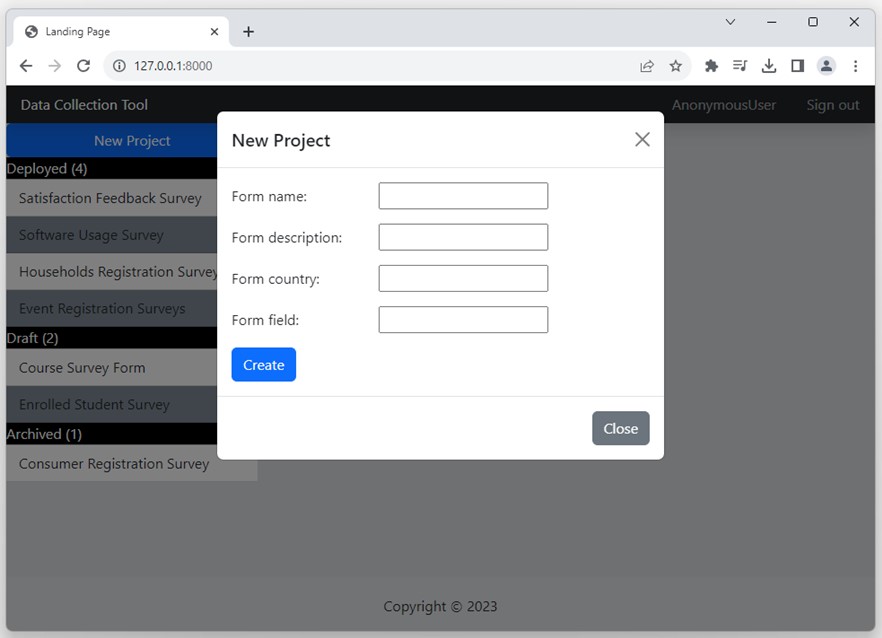 Landing Page
127.0.0.1:8000
Data Collection Tool
AnonymousUser
Sign out
New Project
Deployed (4)
Satisfaction Feedback Survey
Software Usage Survey
Households Registration Survey
Event Registration Surveys
Draft (2)
Course Survey Form
Enrolled Student Survey
Archived (1)
Consumer Registration Survey
New Project
Form name:
Form description:
Form country:
Form field:
Create
Close
Copyright © 2023